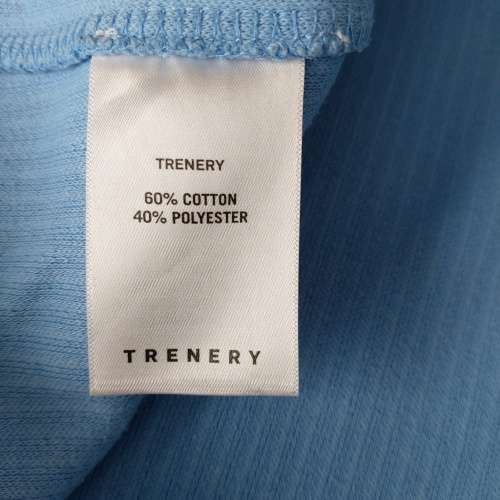 TRENERY
60% COTTON
40% POLYESTER
TRENERY